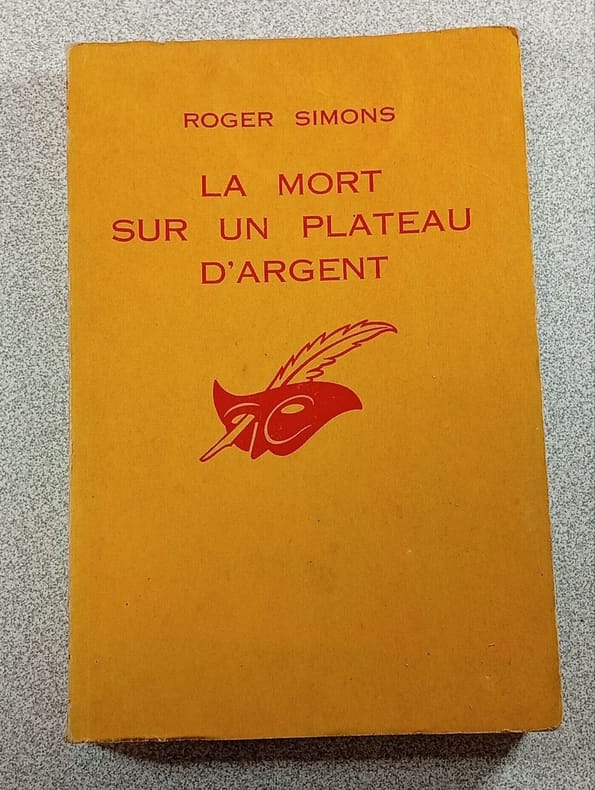 ROGER SIMONS
LA MORT
SUR UN PLATEAU
D'ARGENT